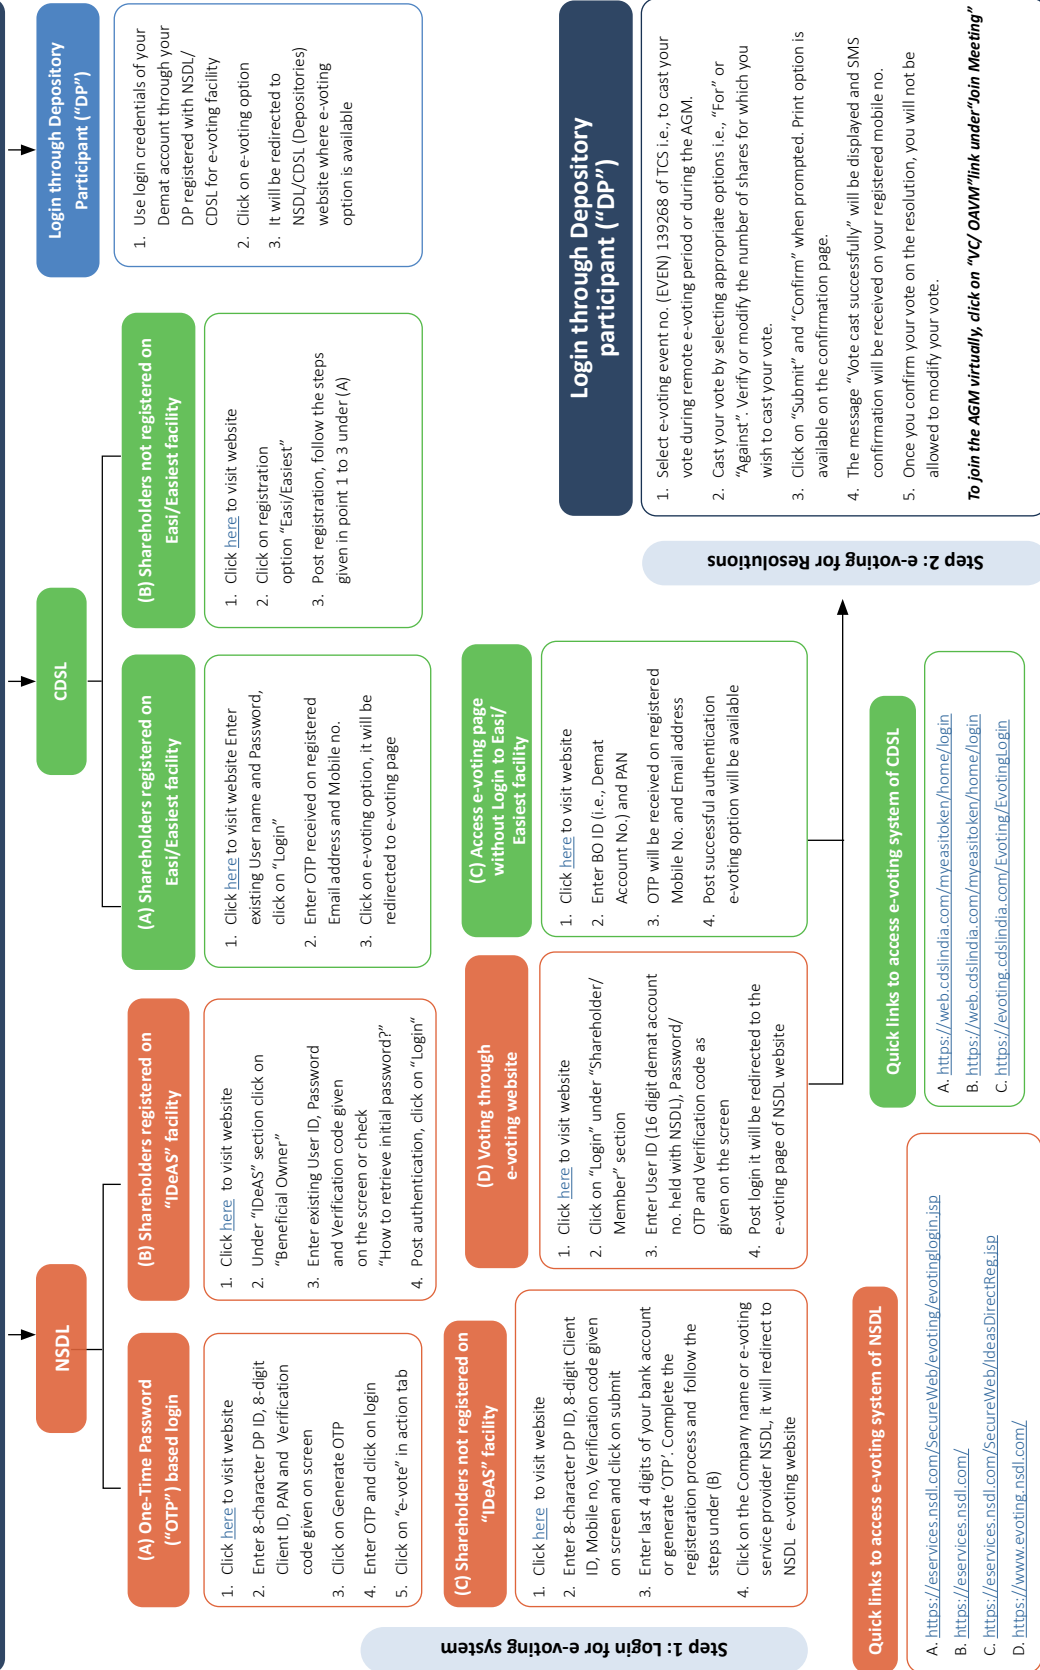 Step 1: Login for e-voting system
NSDL
(A) One-Time Password
("OTP") based login
1. Click here to visit website
2. Enter 8-character DP ID, 8-digit
Client ID, PAN and Verification
code given on screen
3. Click on Generate OTP
4. Enter OTP and click on login
5. Click on “e-vote” in action tab
(B) Shareholders registered on
“IDeAS” facility
1. Click here to visit website
2. Under “IDeAS” section click on
“Beneficial Owner”
3. Enter existing User ID, Password
and Verification code given
on the screen or check
“How to retrieve initial password?”
4. Post authentication, click on “Login“
(C) Shareholders not registered on
“IDeAS” facility
1. Click here to visit website
2. Enter 8-character DP ID, 8-digit Client
ID, Mobile no, Verification code given
on screen and click on submit
3. Enter last 4 digits of your bank account
or generate ‘OTP’. Complete the
registeration process and follow the
steps under (B)
4. Click on the Company name or e-voting
service provider NSDL, it will redirect to
NSDL e-voting website
(D) Voting through
e-voting website
1. Click here to visit website
2. Click on “Login” under “Shareholder/
Member” section
3. Enter User ID (16 digit demat account
no. held with NSDL), Password/
OTP and Verification code as
given on the screen
4. Post login it will be redirected to the
e-voting page of NSDL website
CDSL
(A) Shareholders registered on
Easi/Easiest facility
1. Click here to visit website Enter
existing User name and Password,
click on “Login”
2. Enter OTP received on registered
Email address and Mobile no.
3. Click on e-voting option, it will be
redirected to e-voting page
(B) Shareholders not registered on
Easi/Easiest facility
1. Click here to visit website
2. Click on registration
option “Easi/Easiest”
3. Post registration, follow the steps
given in point 1 to 3 under (A)
(C) Access e-voting page
without Login to Easi/
Easiest facility
1. Click here to visit website
2. Enter BO ID (i.e., Demat
Account No.) and PAN
3. OTP will be received on registered
Mobile No. and Email address
4. Post successful authentication
e-voting option will be available
Login through Depository
Participant (“DP”)
1. Use login credentials of your
Demat account through your
DP registered with NSDL/
CDSL for e-voting facility
2. Click on e-voting option
3. It will be redirected to
NSDL/CDSL (Depositories)
website where e-voting
option is available
Quick links to access e-voting system of NSDL
A. https://eservices.nsdl.com/SecureWeb/evoting/evotinglogin.jsp
B. https://eservices.nsdl.com/
C. https://eservices.nsdl.com/SecureWeb/IdeasDirectReg.jsp
D. https://www.evoting.nsdl.com/
Quick links to access e-voting system of CDSL
A. https://web.cdslindia.com/myeasitoken/home/login
B. https://web.cdslindia.com/myeasitoken/home/login
C. https://evoting.cdslindia.com/Evoting/EvotingLogin
Step 2: e-voting for Resolutions
Login through Depository
participant (“DP”)
1. Select e-voting event no. (EVEN) 139268 of TCS i.e., to cast your
vote during remote e-voting period or during the AGM.
2. Cast your vote by selecting appropriate options i.e., “For” or
“Against”. Verify or modify the number of shares for which you
wish to cast your vote.
3. Click on “Submit” and “Confirm” when prompted. Print option is
available on the confirmation page.
4. The message “Vote cast successfully” will be displayed and SMS
confirmation will be received on your registered mobile no.
5. Once you confirm your vote on the resolution, you will not be
allowed to modify your vote.
To join the AGM virtually, click on “VC/ OAVM”link under“Join Meeting”